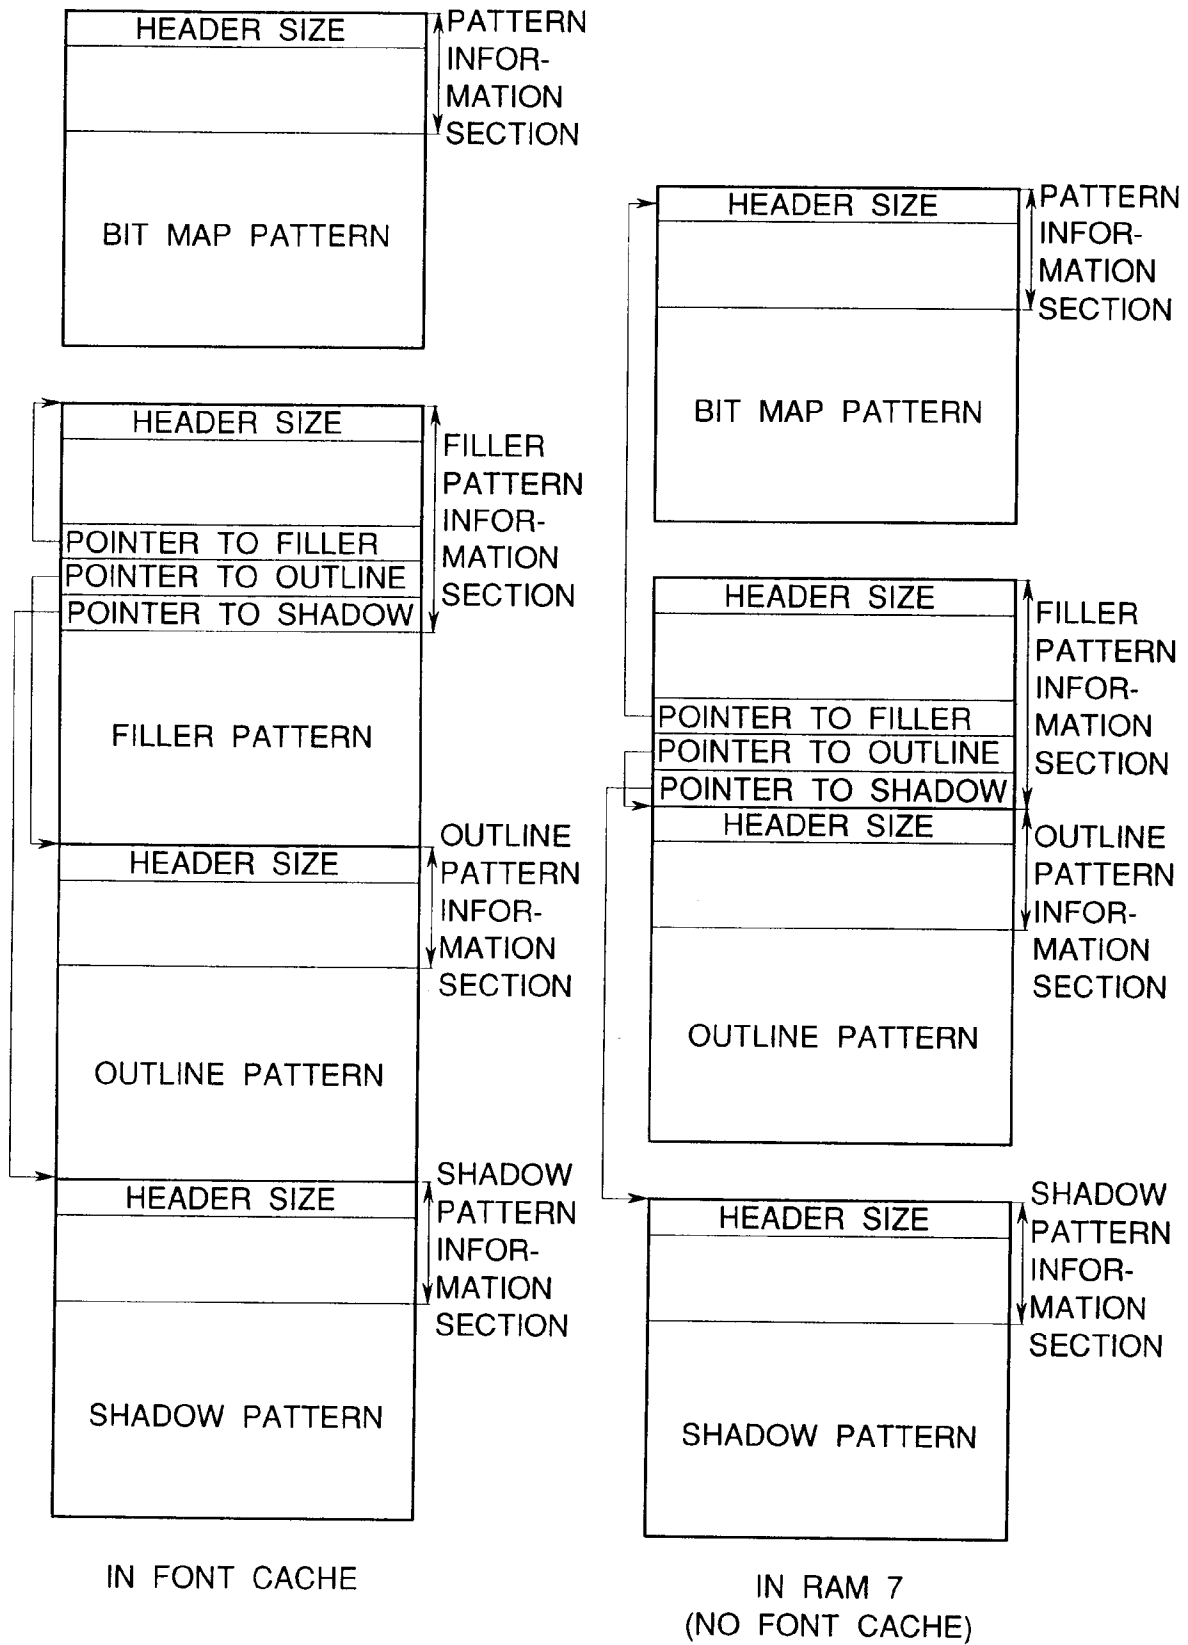 HEADER SIZE
PATTERN
INFOR-
MATION
SECTION
BIT MAP PATTERN
HEADER SIZE
FILLER
PATTERN
INFOR-
MATION
SECTION
POINTER TO FILLER
POINTER TO OUTLINE
POINTER TO SHADOW
FILLER PATTERN
HEADER SIZE
OUTLINE
PATTERN
INFOR-
MATION
SECTION
OUTLINE PATTERN
HEADER SIZE
SHADOW
PATTERN
INFOR-
MATION
SECTION
SHADOW PATTERN
IN FONT CACHE
HEADER SIZE
PATTERN
INFOR-
MATION
SECTION
BIT MAP PATTERN
HEADER SIZE
FILLER
PATTERN
INFOR-
MATION
SECTION
POINTER TO FILLER
POINTER TO OUTLINE
POINTER TO SHADOW
HEADER SIZE
OUTLINE
PATTERN
INFOR-
MATION
SECTION
OUTLINE PATTERN
HEADER SIZE
SHADOW
PATTERN
INFOR-
MATION
SECTION
SHADOW PATTERN
IN RAM 7
(NO FONT CACHE)